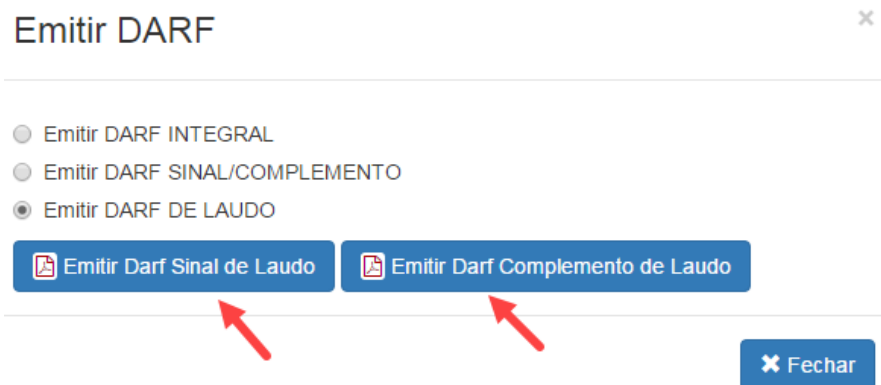 Emitir DARF
Emitir DARF INTEGRAL
Emitir DARF SINAL/COMPLEMENTO
Emitir DARF DE LAUDO
Emitir Darf Sinal de Laudo Emitir Darf Complemento de Laudo
Fechar